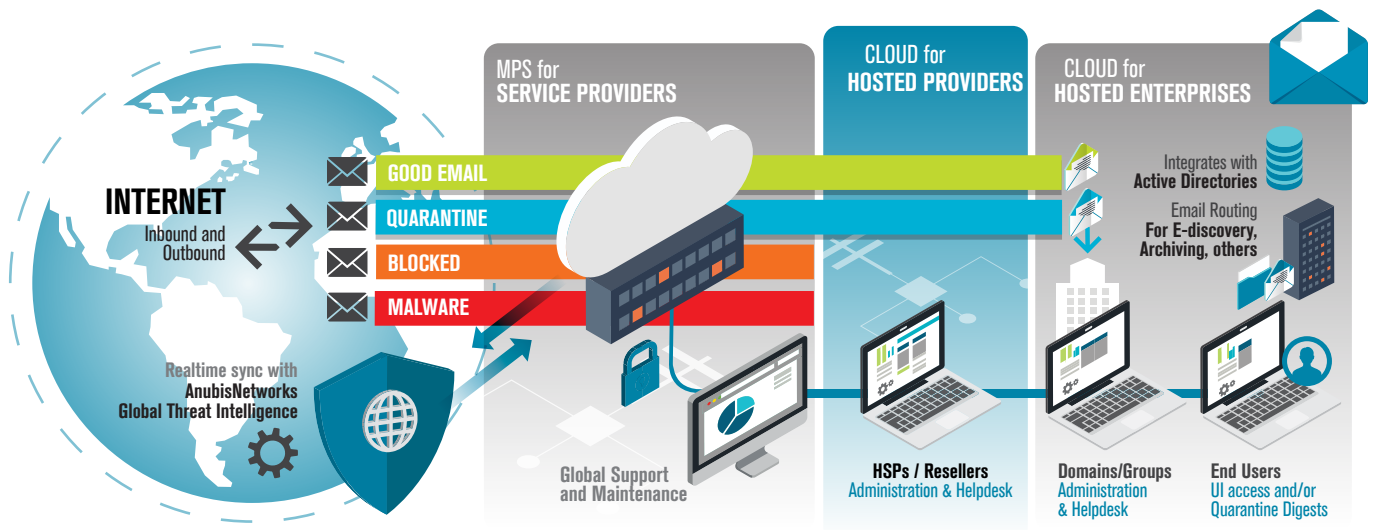 INTERNET
Inbound and
Outbound
Realtime sync with
AnubisNetworks
Global Threat Intelligence
MPS for
SERVICE PROVIDERS
GOOD EMAIL
QUARANTINE
BLOCKED
MALWARE
Global Support
and Maintenance
CLOUD for
HOSTED PROVIDERS
HSPs / Resellers
Administration & Helpdesk
CLOUD for
HOSTED ENTERPRISES
Integrates with
Active Directories
Email Routing
For E-discovery,
Archiving, others
Domains/Groups
Administration
& Helpdesk
End Users
UI access and/or
Quarantine Digests